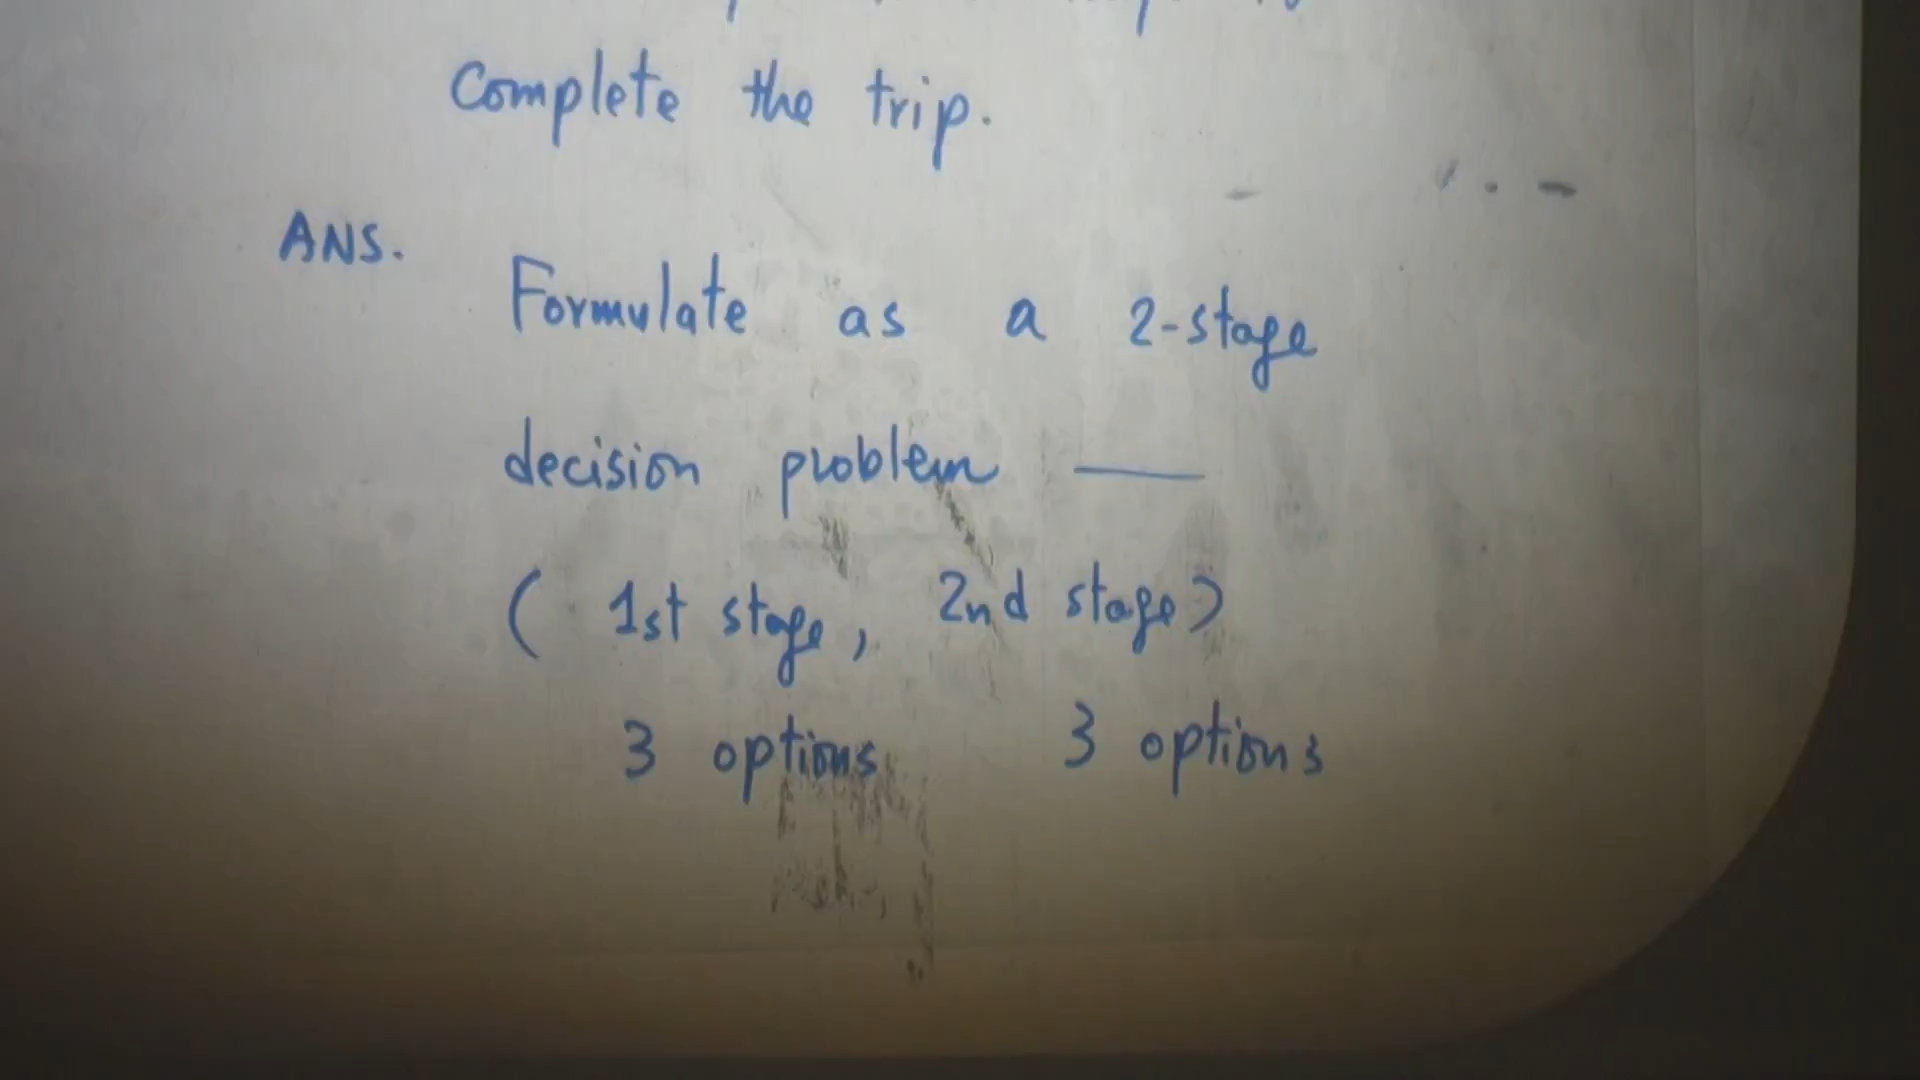 Complete the trip.
ANS.
Formulate as a 2-stage
decision problem —
( 1st stage, 2nd stage)
3 options 3 options